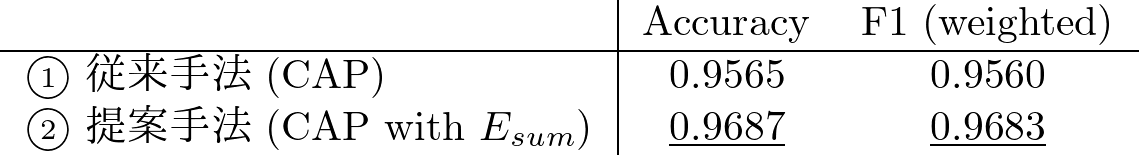 Accuracy F1 (weighted)
① 従来手法 (CAP) 0.9565 0.9560
② 提案手法 (CAP with E_sum) 0.9687 0.9683